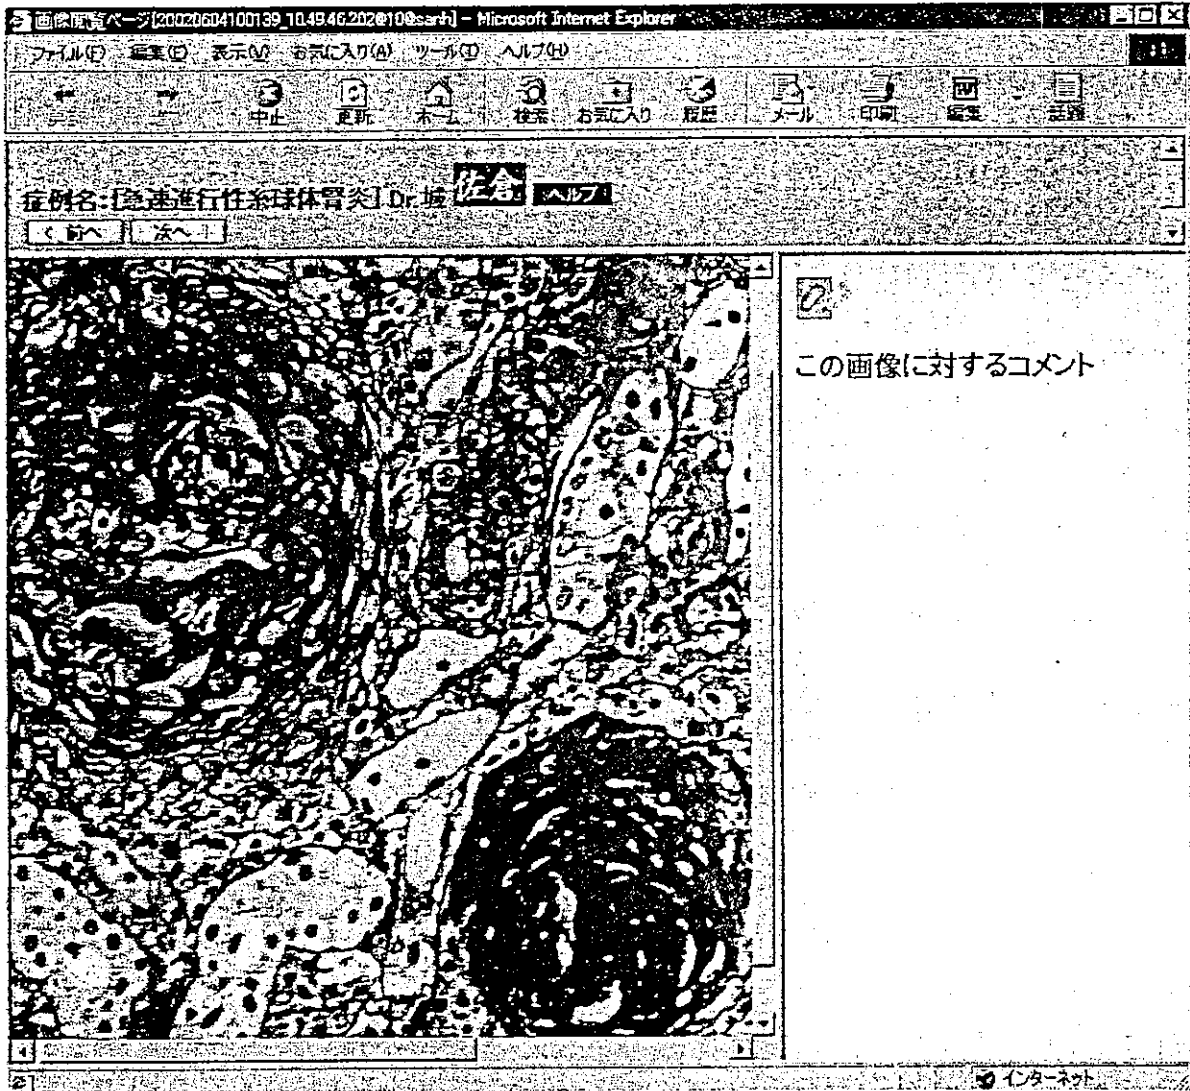 画像閲覧ページ[20020604100139_10.49.46.202@10@sanh] - Microsoft Internet Explorer
ファイル(F) 編集(E) 表示(V) お気に入り(A) ツール(T) ヘルプ(H)
中止 更新 ホーム 検索 お気に入り 履歴 メール 印刷 編集 話題
症例名:[急速進行性糸球体腎炎] Dr.城 佐倉 ヘルプ
< 前へ 次へ
この画像に対するコメント
インターネット